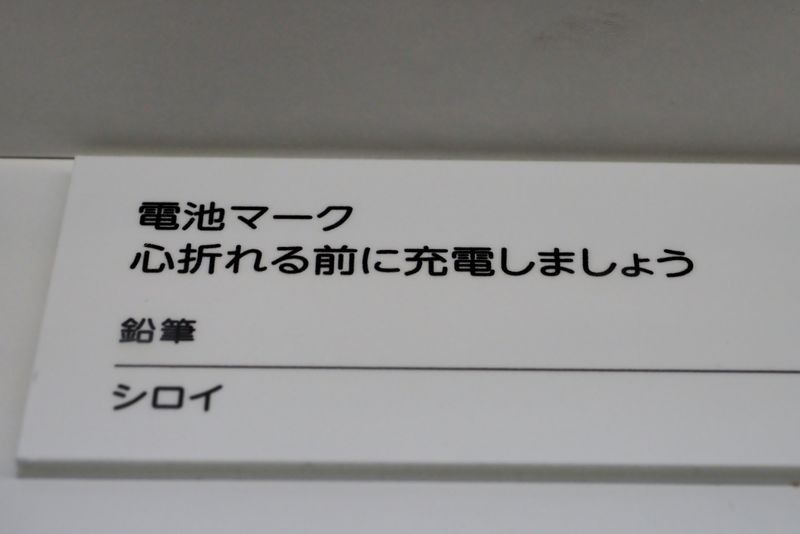 電池マーク
心折れる前に充電しましょう
鉛筆
シロイ